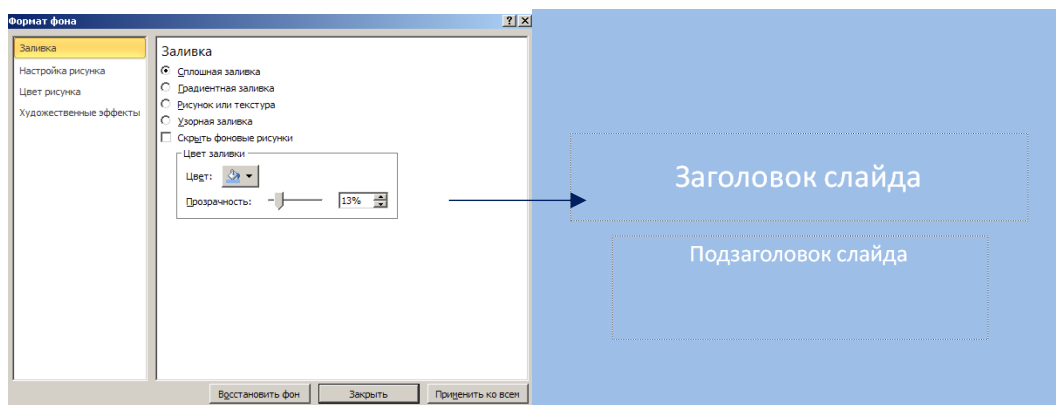 Формат фона
Заливка
Настройка рисунка
Цвет рисунка
Художественные эффекты
Заливка
Сплошная заливка
Градиентная заливка
Рисунок или текстура
Узорная заливка
Скрыть фоновые рисунки
Цвет заливки
Цвет:
Прозрачность: 13%
Восстановить фон Закрыть Применить ко всем
Заголовок слайда
Подзаголовок слайда